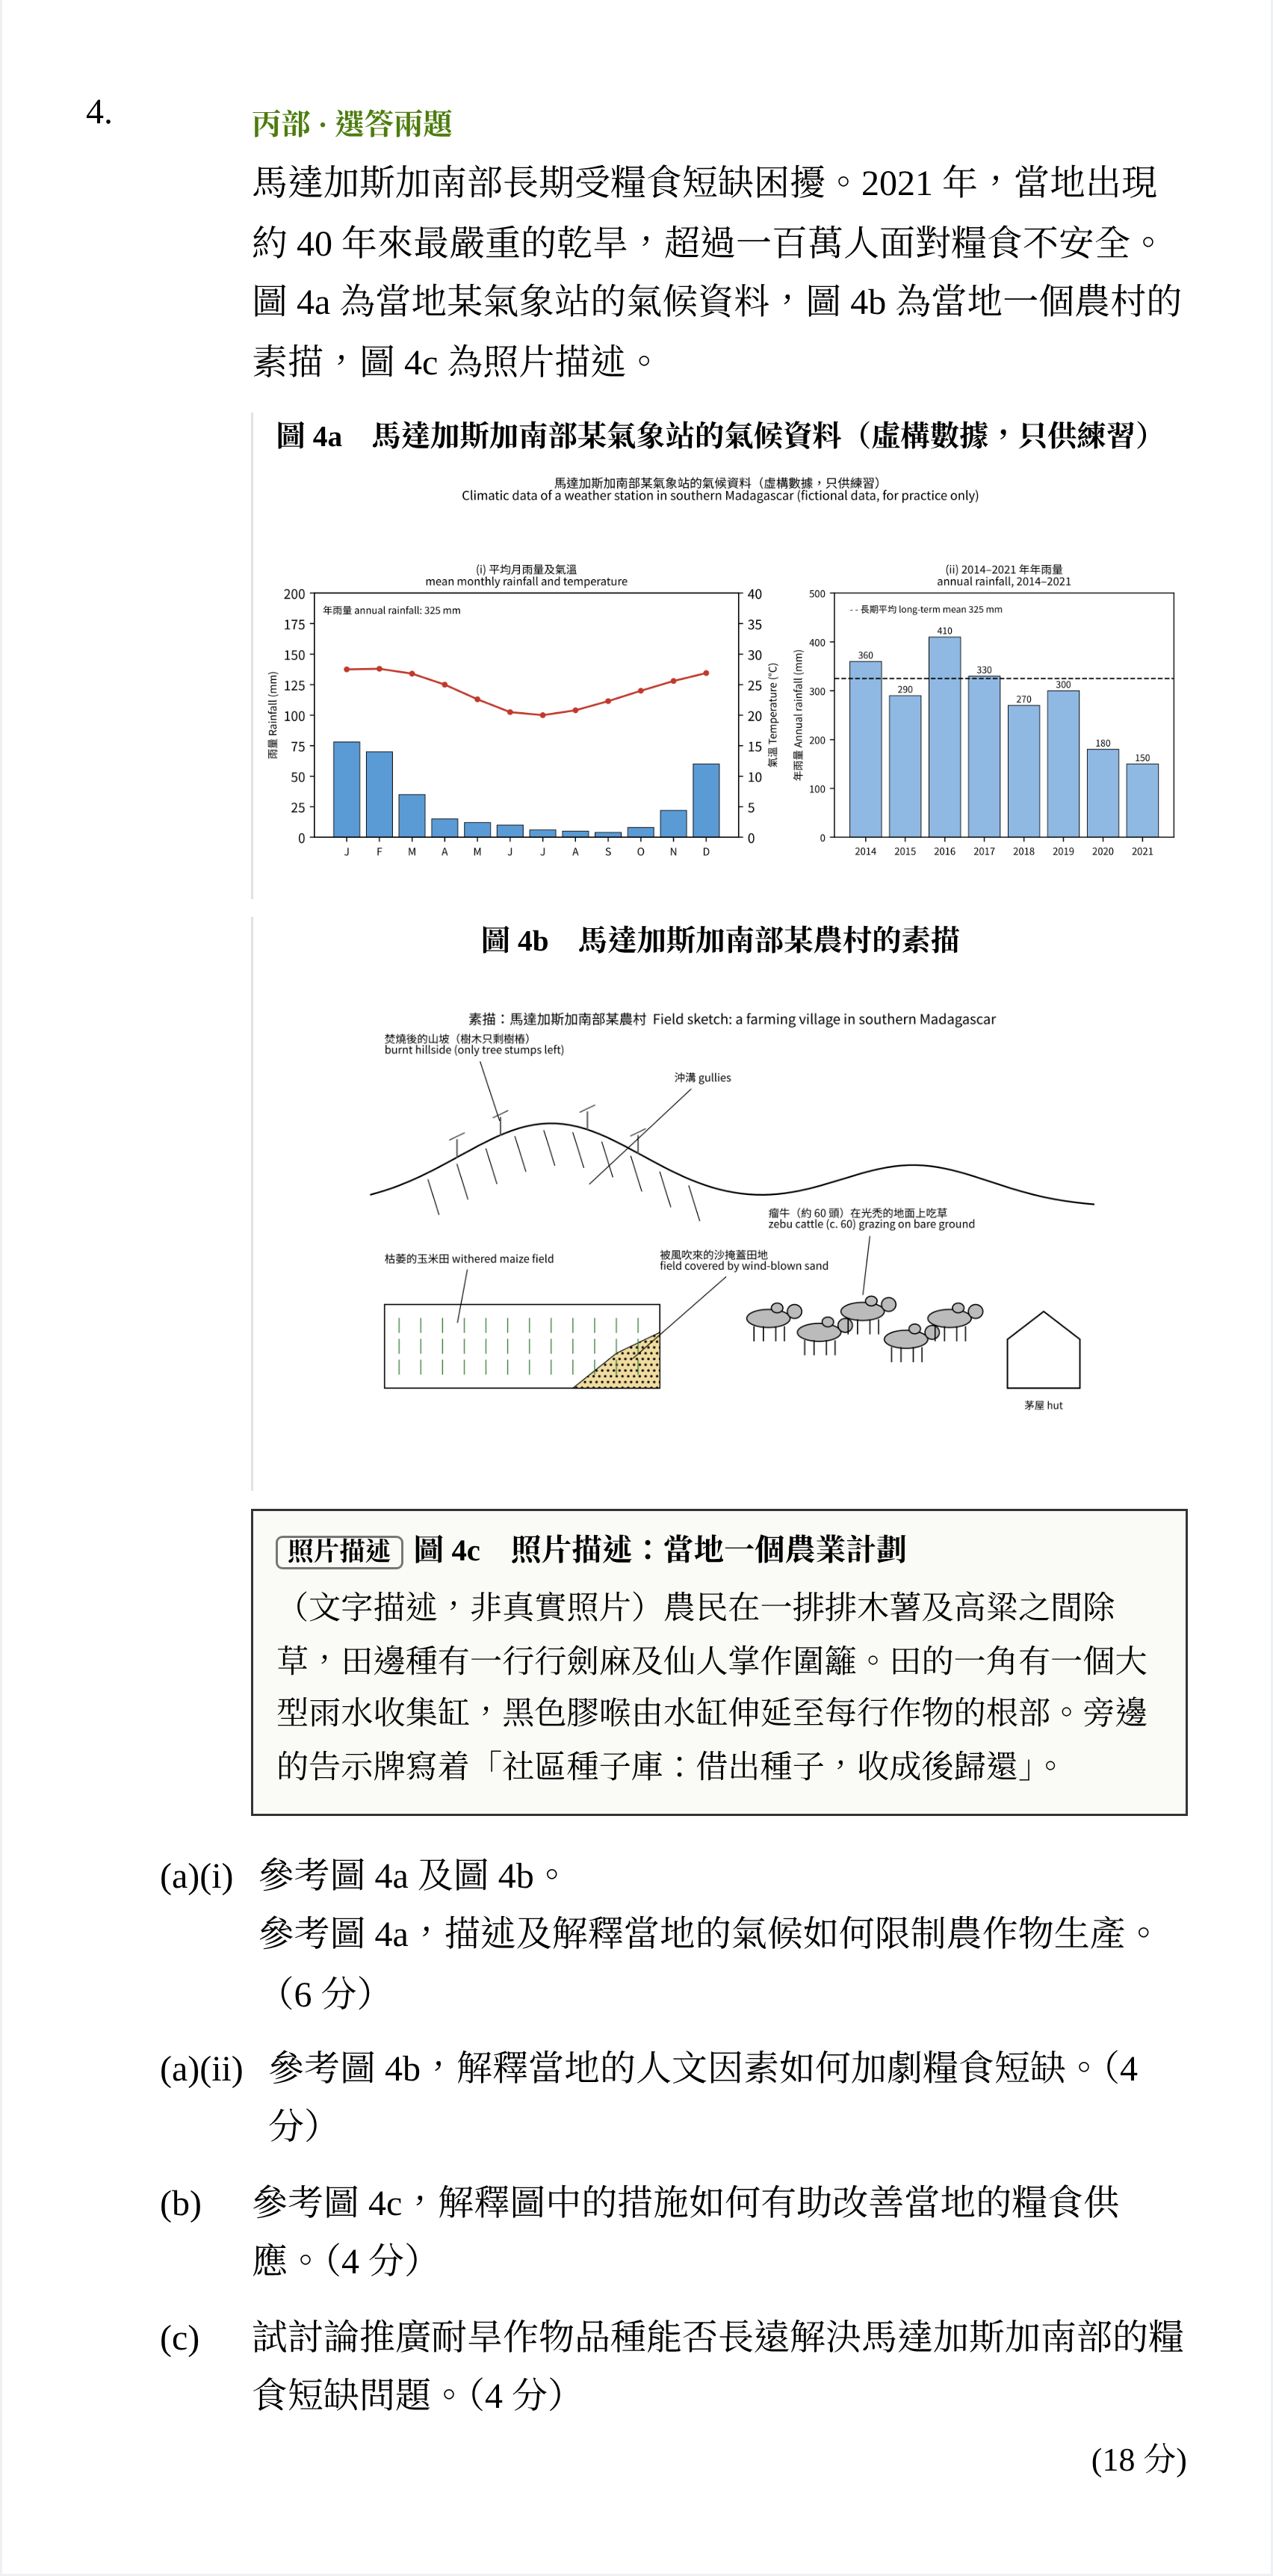 4.
丙部 · 選答兩題
馬達加斯加南部長期受糧食短缺困擾。2021 年，當地出現
約 40 年來最嚴重的乾旱，超過一百萬人面對糧食不安全。
圖 4a 為當地某氣象站的氣候資料，圖 4b 為當地一個農村的
素描，圖 4c 為照片描述。
圖 4a　馬達加斯加南部某氣象站的氣候資料（虛構數據，只供練習）
馬達加斯加南部某氣象站的氣候資料（虛構數據，只供練習）
Climatic data of a weather station in southern Madagascar (fictional data, for practice only)
(i) 平均月雨量及氣溫
mean monthly rainfall and temperature
年雨量 annual rainfall: 325 mm
雨量 Rainfall (mm)
200
175
150
125
100
75
50
25
0
J F M A M J J A S O N D
40
35
30
25
20
15
10
5
0
氣溫 Temperature (°C)
(ii) 2014–2021 年年雨量
annual rainfall, 2014–2021
- - 長期平均 long-term mean 325 mm
年雨量 Annual rainfall (mm)
500
400
300
200
100
0
360 290 410 330 270 300 180 150
2014 2015 2016 2017 2018 2019 2020 2021
圖 4b　馬達加斯加南部某農村的素描
素描：馬達加斯加南部某農村 Field sketch: a farming village in southern Madagascar
焚燒後的山坡（樹木只剩樹樁）
burnt hillside (only tree stumps left)
沖溝 gullies
瘤牛（約 60 頭）在光禿的地面上吃草
zebu cattle (c. 60) grazing on bare ground
枯萎的玉米田 withered maize field
被風吹來的沙掩蓋田地
field covered by wind-blown sand
茅屋 hut
照片描述 圖 4c　照片描述：當地一個農業計劃
（文字描述，非真實照片）農民在一排排木薯及高粱之間除
草，田邊種有一行行劍麻及仙人掌作圍籬。田的一角有一個大
型雨水收集缸，黑色膠喉由水缸伸延至每行作物的根部。旁邊
的告示牌寫着「社區種子庫：借出種子，收成後歸還」。
(a)(i) 參考圖 4a 及圖 4b。
參考圖 4a，描述及解釋當地的氣候如何限制農作物生產。
（6 分）
(a)(ii) 參考圖 4b，解釋當地的人文因素如何加劇糧食短缺。（4
分）
(b) 參考圖 4c，解釋圖中的措施如何有助改善當地的糧食供
應。（4 分）
(c) 試討論推廣耐旱作物品種能否長遠解決馬達加斯加南部的糧
食短缺問題。（4 分）
(18 分)